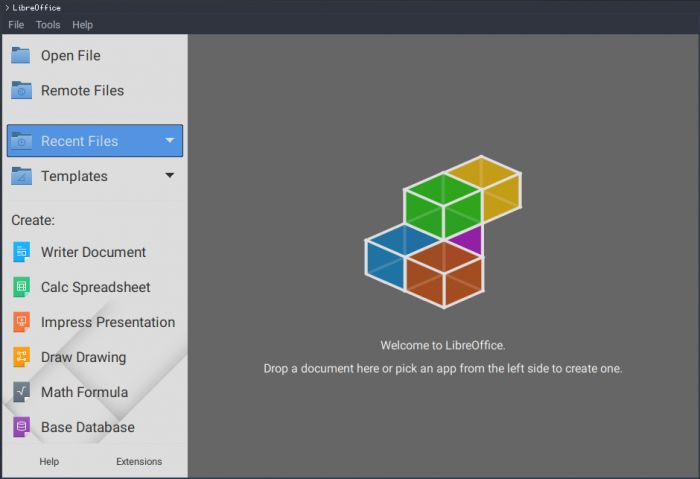 > LibreOffice
File Tools Help
Open File
Remote Files
Recent Files
Templates
Create:
Writer Document
Calc Spreadsheet
Impress Presentation
Draw Drawing
Math Formula
Base Database
Help Extensions
Welcome to LibreOffice.
Drop a document here or pick an app from the left side to create one.